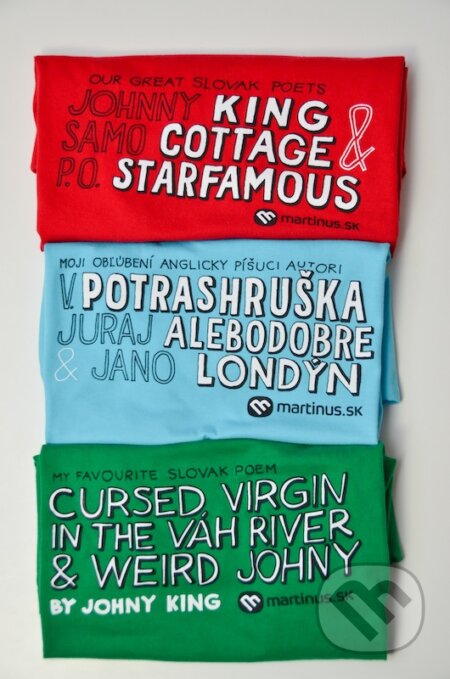 OUR GREAT SLOVAK POETS
JOHNNY KING
SAMO COTTAGE &
P.O. STARFAMOUS
martinus.sk
MOJI OBĽÚBENÍ ANGLICKY PÍŠUCI AUTORI
V. POTRASHRUŠKA
JURAJ ALEBODOBRE
& JANO LONDÝN
martinus.sk
MY FAVOURITE SLOVAK POEM
CURSED VIRGIN
IN THE VÁH RIVER
& WEIRD JOHNY
BY JOHNY KING martinus.sk